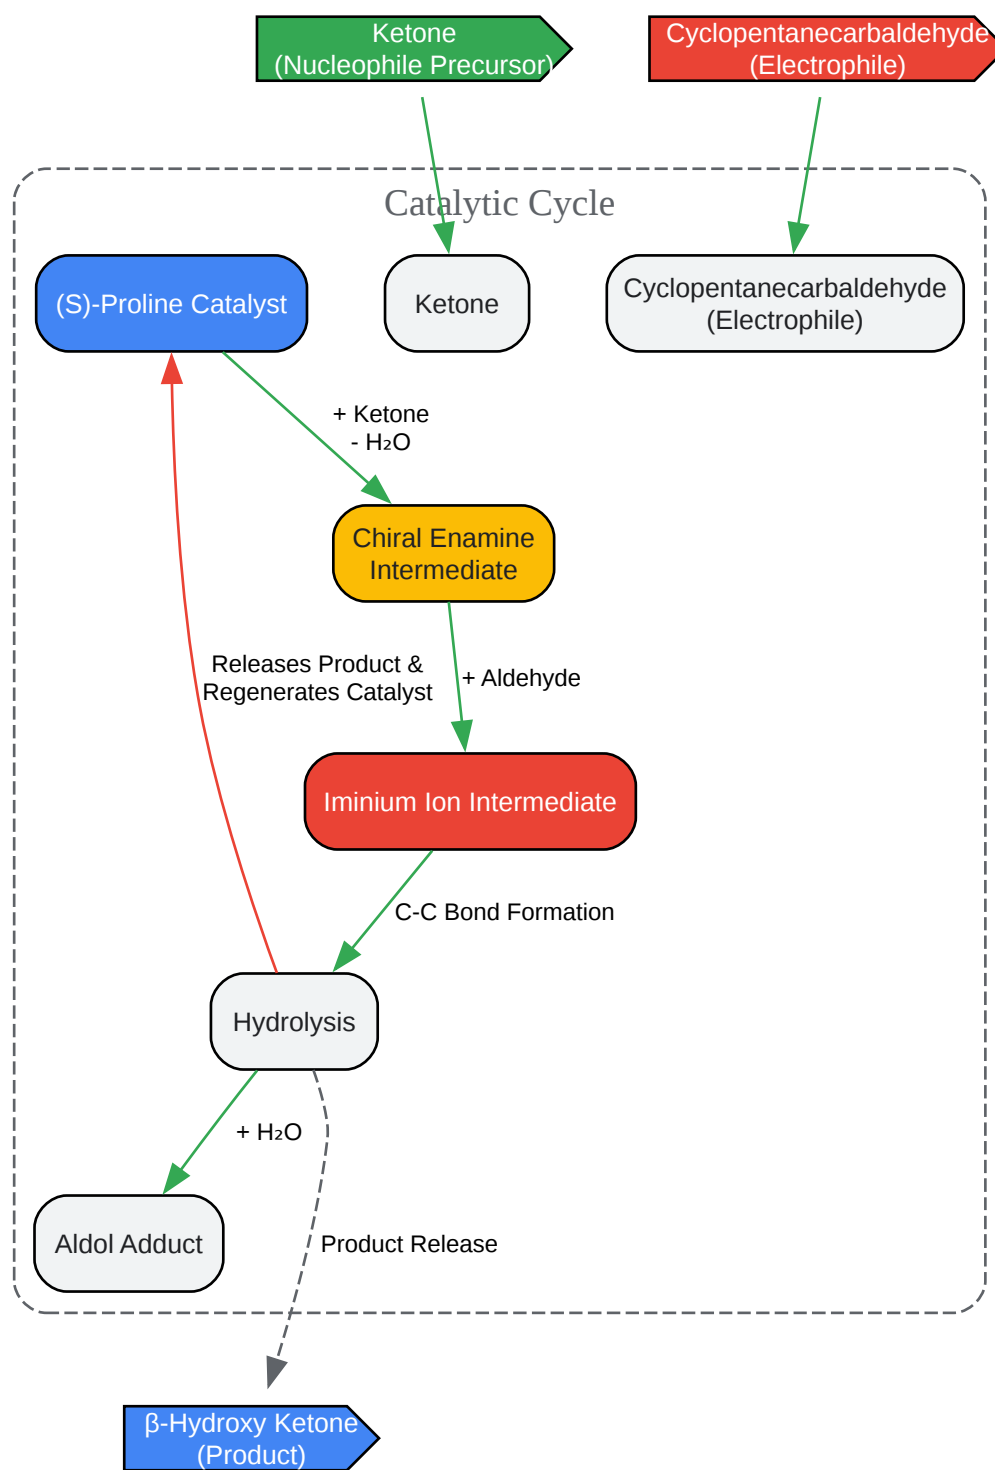 Ketone
(Nucleophile Precursor)
Cyclopentanecarbaldehyde
(Electrophile)
Catalytic Cycle
(S)-Proline Catalyst
Ketone
Cyclopentanecarbaldehyde
(Electrophile)
+ Ketone
- H₂O
Chiral Enamine
Intermediate
Releases Product &
Regenerates Catalyst
+ Aldehyde
Iminium Ion Intermediate
C-C Bond Formation
Hydrolysis
+ H₂O
Aldol Adduct
Product Release
β-Hydroxy Ketone
(Product)